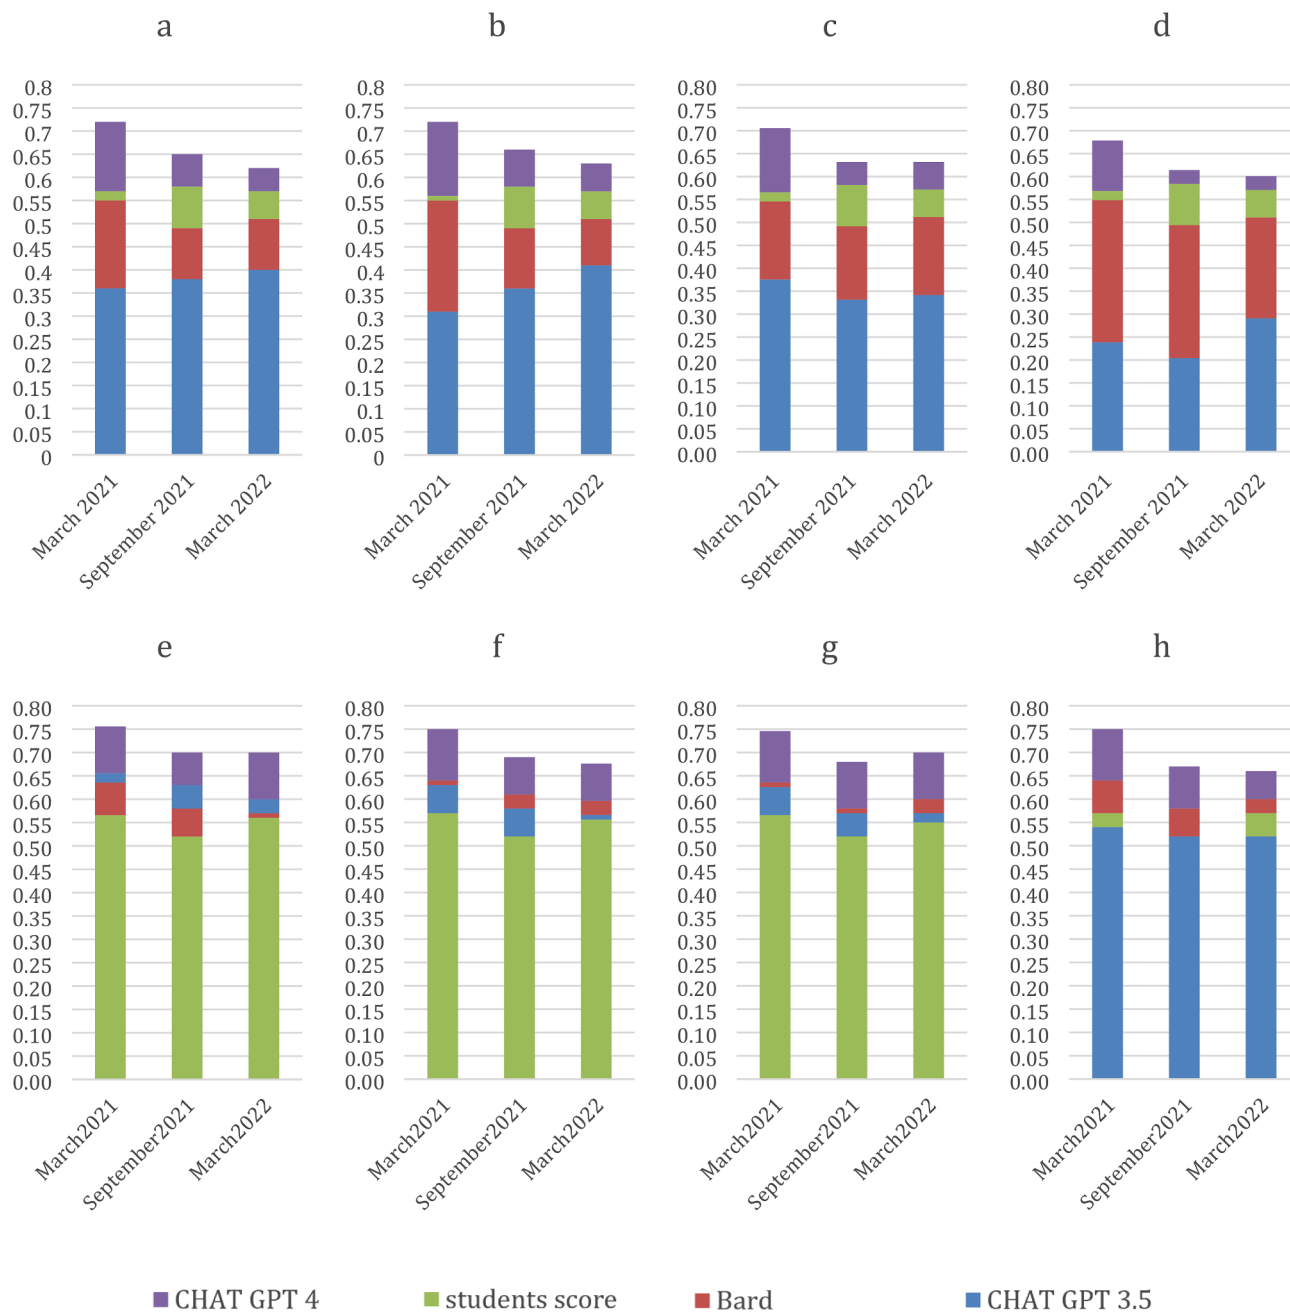 a b c d
0.8 0.8 0.80 0.80
0.75 0.75 0.75 0.75
0.7 0.7 0.70 0.70
0.65 0.65 0.65 0.65
0.6 0.6 0.60 0.60
0.55 0.55 0.55 0.55
0.5 0.5 0.50 0.50
0.45 0.45 0.45 0.45
0.4 0.4 0.40 0.40
0.35 0.35 0.35 0.35
0.3 0.3 0.30 0.30
0.25 0.25 0.25 0.25
0.2 0.2 0.20 0.20
0.15 0.15 0.15 0.15
0.1 0.1 0.10 0.10
0.05 0.05 0.05 0.05
0 0 0.00 0.00
March 2021 September 2021 March 2022 March 2021 September 2021 March 2022 March 2021 September 2021 March 2022 March 2021 September 2021 March 2022
e f g h
0.80 0.80 0.80 0.80
0.75 0.75 0.75 0.75
0.70 0.70 0.70 0.70
0.65 0.65 0.65 0.65
0.60 0.60 0.60 0.60
0.55 0.55 0.55 0.55
0.50 0.50 0.50 0.50
0.45 0.45 0.45 0.45
0.40 0.40 0.40 0.40
0.35 0.35 0.35 0.35
0.30 0.30 0.30 0.30
0.25 0.25 0.25 0.25
0.20 0.20 0.20 0.20
0.15 0.15 0.15 0.15
0.10 0.10 0.10 0.10
0.05 0.05 0.05 0.05
0.00 0.00 0.00 0.00
March2021 September2021 March2022 March2021 September2021 March2022 March2021 September2021 March2022 March2021 September2021 March2022
CHAT GPT 4 students score Bard CHAT GPT 3.5